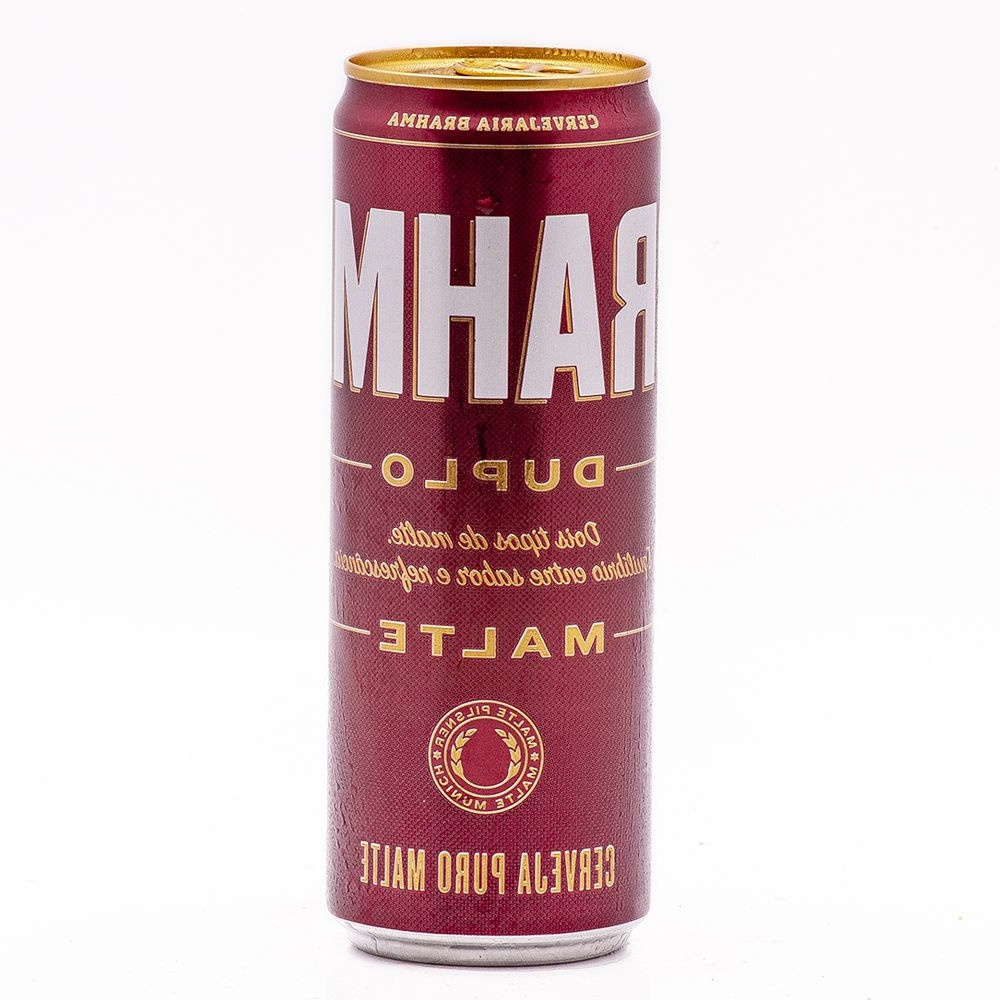 CERVEJARIA BRAHMA
RAHM
DUPLO
Dois tipos de malte.
Equilíbrio entre sabor e refrescância.
MALTE
MALTE PILSNER * MALTE MUNICH *
CERVEJA PURO MALTE